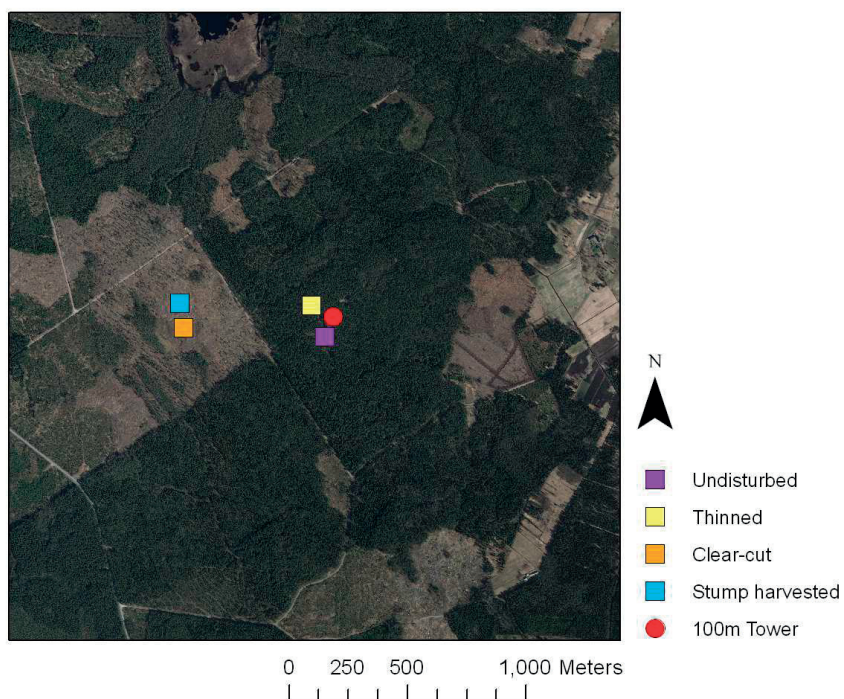 N
Undisturbed
Thinned
Clear-cut
Stump harvested
100m Tower
0 250 500 1,000 Meters